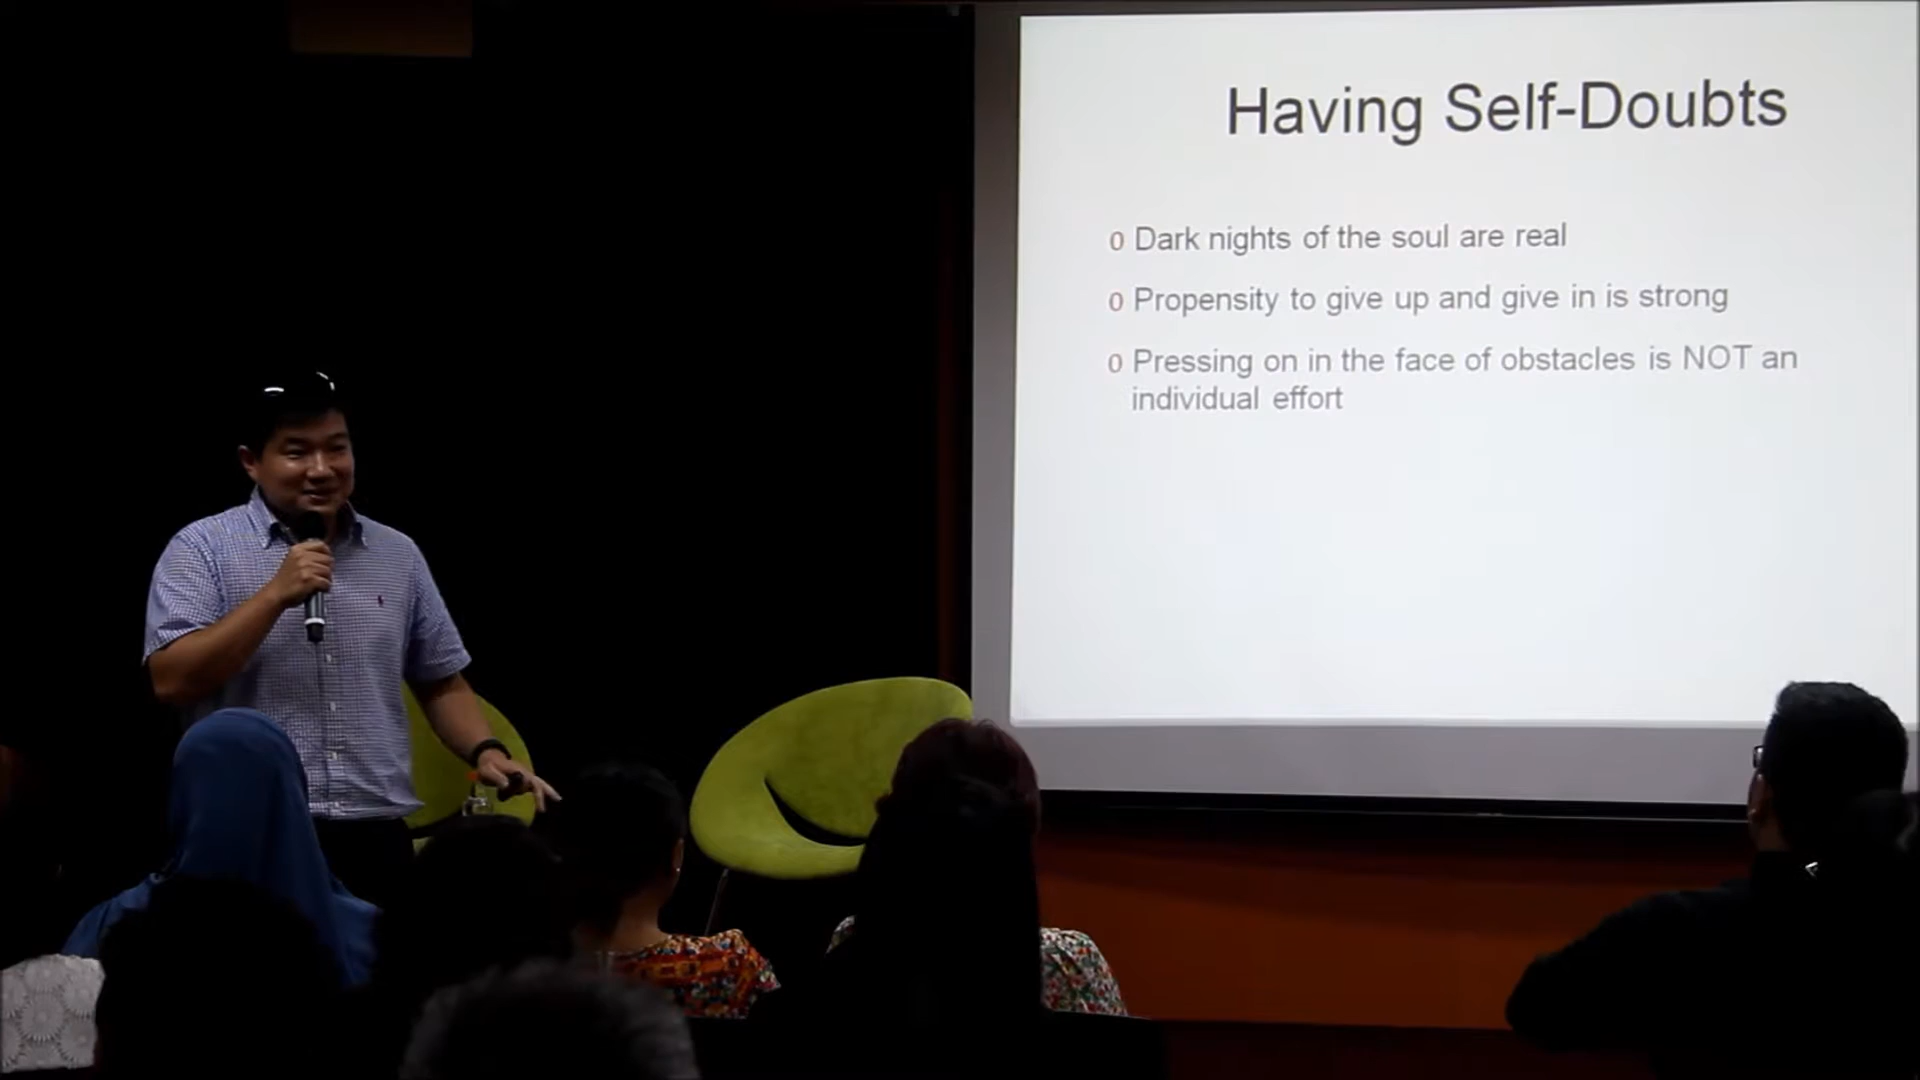 Having Self-Doubts
o Dark nights of the soul are real
o Propensity to give up and give in is strong
o Pressing on in the face of obstacles is NOT an
individual effort